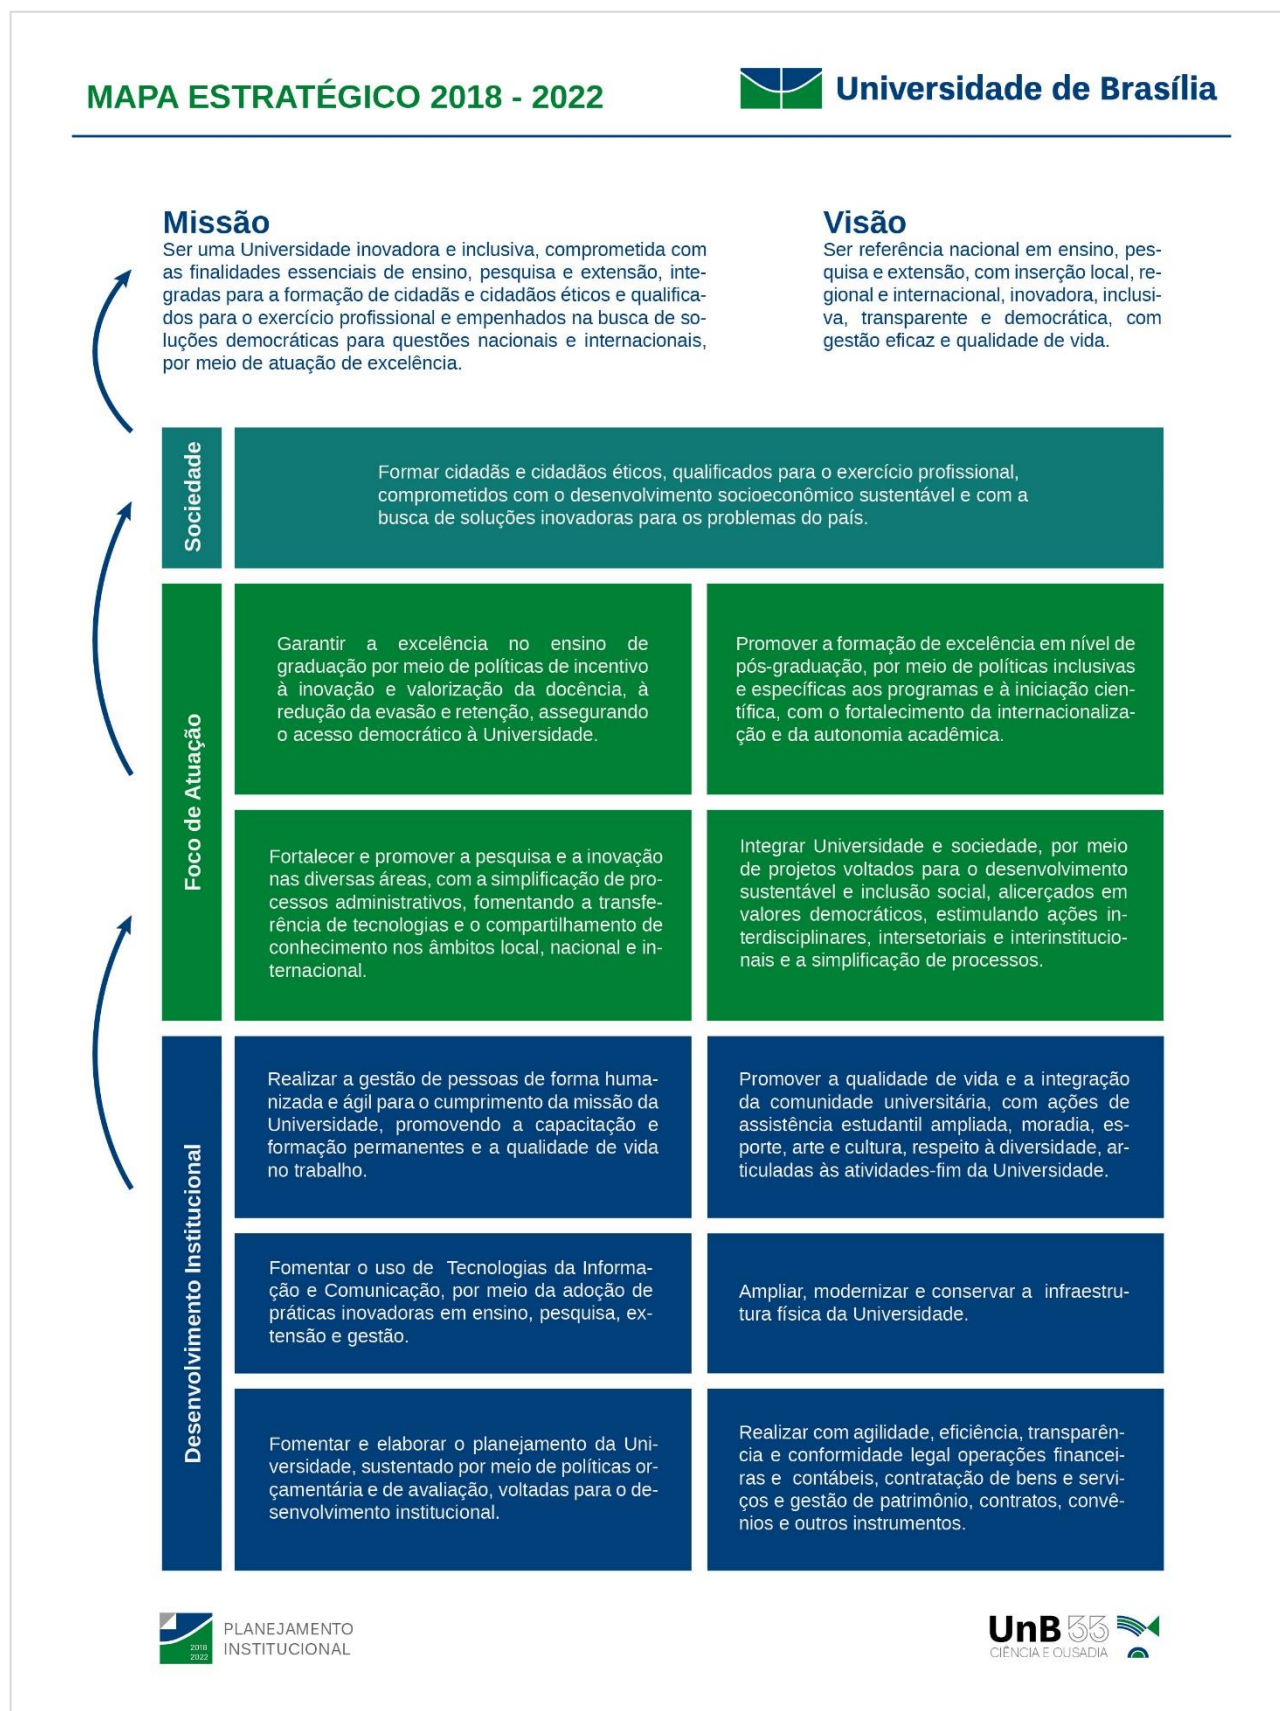 MAPA ESTRATÉGICO 2018 - 2022
Universidade de Brasília
Missão
Ser uma Universidade inovadora e inclusiva, comprometida com
as finalidades essenciais de ensino, pesquisa e extensão, inte-
gradas para a formação de cidadãs e cidadãos éticos e qualifica-
dos para o exercício profissional e empenhados na busca de so-
luções democráticas para questões nacionais e internacionais,
por meio de atuação de excelência.
Visão
Ser referência nacional em ensino, pes-
quisa e extensão, com inserção local, re-
gional e internacional, inovadora, inclusi-
va, transparente e democrática, com
gestão eficaz e qualidade de vida.
Sociedade
Formar cidadãs e cidadãos éticos, qualificados para o exercício profissional,
comprometidos com o desenvolvimento socioeconômico sustentável e com a
busca de soluções inovadoras para os problemas do país.
Foco de Atuação
Garantir a excelência no ensino de
graduação por meio de políticas de incentivo
à inovação e valorização da docência, à
redução da evasão e retenção, assegurando
o acesso democrático à Universidade.
Promover a formação de excelência em nível de
pós-graduação, por meio de políticas inclusivas
e específicas aos programas e à iniciação cien-
tífica, com o fortalecimento da internacionaliza-
ção e da autonomia acadêmica.
Fortalecer e promover a pesquisa e a inovação
nas diversas áreas, com a simplificação de pro-
cessos administrativos, fomentando a transfe-
rência de tecnologias e o compartilhamento de
conhecimento nos âmbitos local, nacional e in-
ternacional.
Integrar Universidade e sociedade, por meio
de projetos voltados para o desenvolvimento
sustentável e inclusão social, alicerçados em
valores democráticos, estimulando ações in-
terdisciplinares, intersetoriais e interinstitucio-
nais e a simplificação de processos.
Desenvolvimento Institucional
Realizar a gestão de pessoas de forma huma-
nizada e ágil para o cumprimento da missão da
Universidade, promovendo a capacitação e
formação permanentes e a qualidade de vida
no trabalho.
Promover a qualidade de vida e a integração
da comunidade universitária, com ações de
assistência estudantil ampliada, moradia, es-
porte, arte e cultura, respeito à diversidade, ar-
ticuladas às atividades-fim da Universidade.
Fomentar o uso de Tecnologias da Informa-
ção e Comunicação, por meio da adoção de
práticas inovadoras em ensino, pesquisa, ex-
tensão e gestão.
Ampliar, modernizar e conservar a infraestru-
tura física da Universidade.
Fomentar e elaborar o planejamento da Uni-
versidade, sustentado por meio de políticas or-
çamentária e de avaliação, voltadas para o de-
senvolvimento institucional.
Realizar com agilidade, eficiência, transparên-
cia e conformidade legal operações financei-
ras e contábeis, contratação de bens e servi-
ços e gestão de patrimônio, contratos, convê-
nios e outros instrumentos.
2018
2022
PLANEJAMENTO
INSTITUCIONAL
UnB 55
CIÊNCIA E OUSADIA